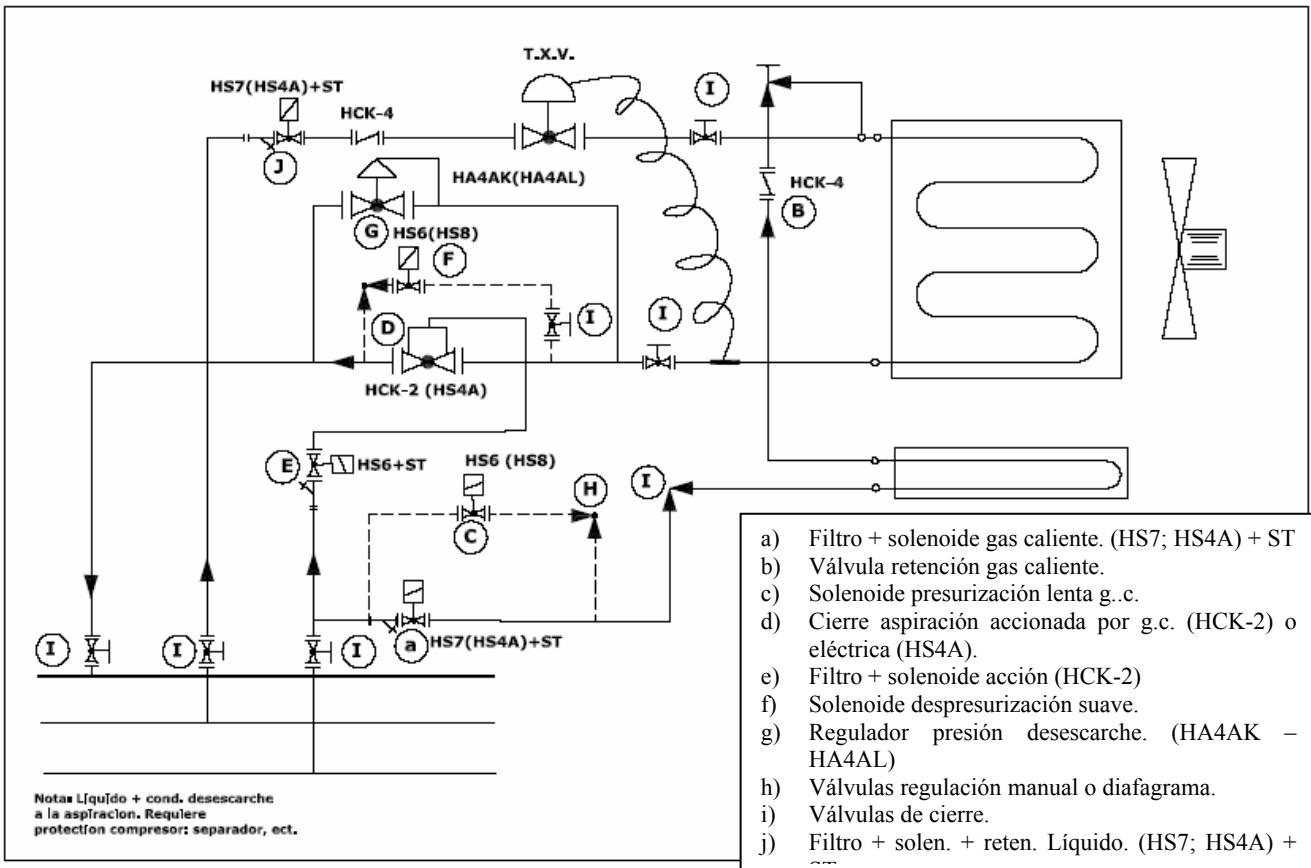 T.X.V.
HS7(HS4A)+ST
HCK-4
I
J
HA4AK(HA4AL)
HCK-4
B
G
HS6(HS8)
F
I
I
D
HCK-2 (HS4A)
E
HS6+ST
HS6 (HS8)
H
I
C
I
I
I
a
HS7(HS4A)+ST
Nota: Líquido + cond. desescarche
a la aspiracion. Requiere
protection compresor: separador, ect.
a) Filtro + solenoide gas caliente. (HS7; HS4A) + ST
b) Válvula retención gas caliente.
c) Solenoide presurización lenta g..c.
d) Cierre aspiración accionada por g.c. (HCK-2) o
eléctrica (HS4A).
e) Filtro + solenoide acción (HCK-2)
f) Solenoide despresurización suave.
g) Regulador presión desescarche. (HA4AK –
HA4AL)
h) Válvulas regulación manual o diafagrama.
i) Válvulas de cierre.
j) Filtro + solen. + reten. Líquido. (HS7; HS4A) +